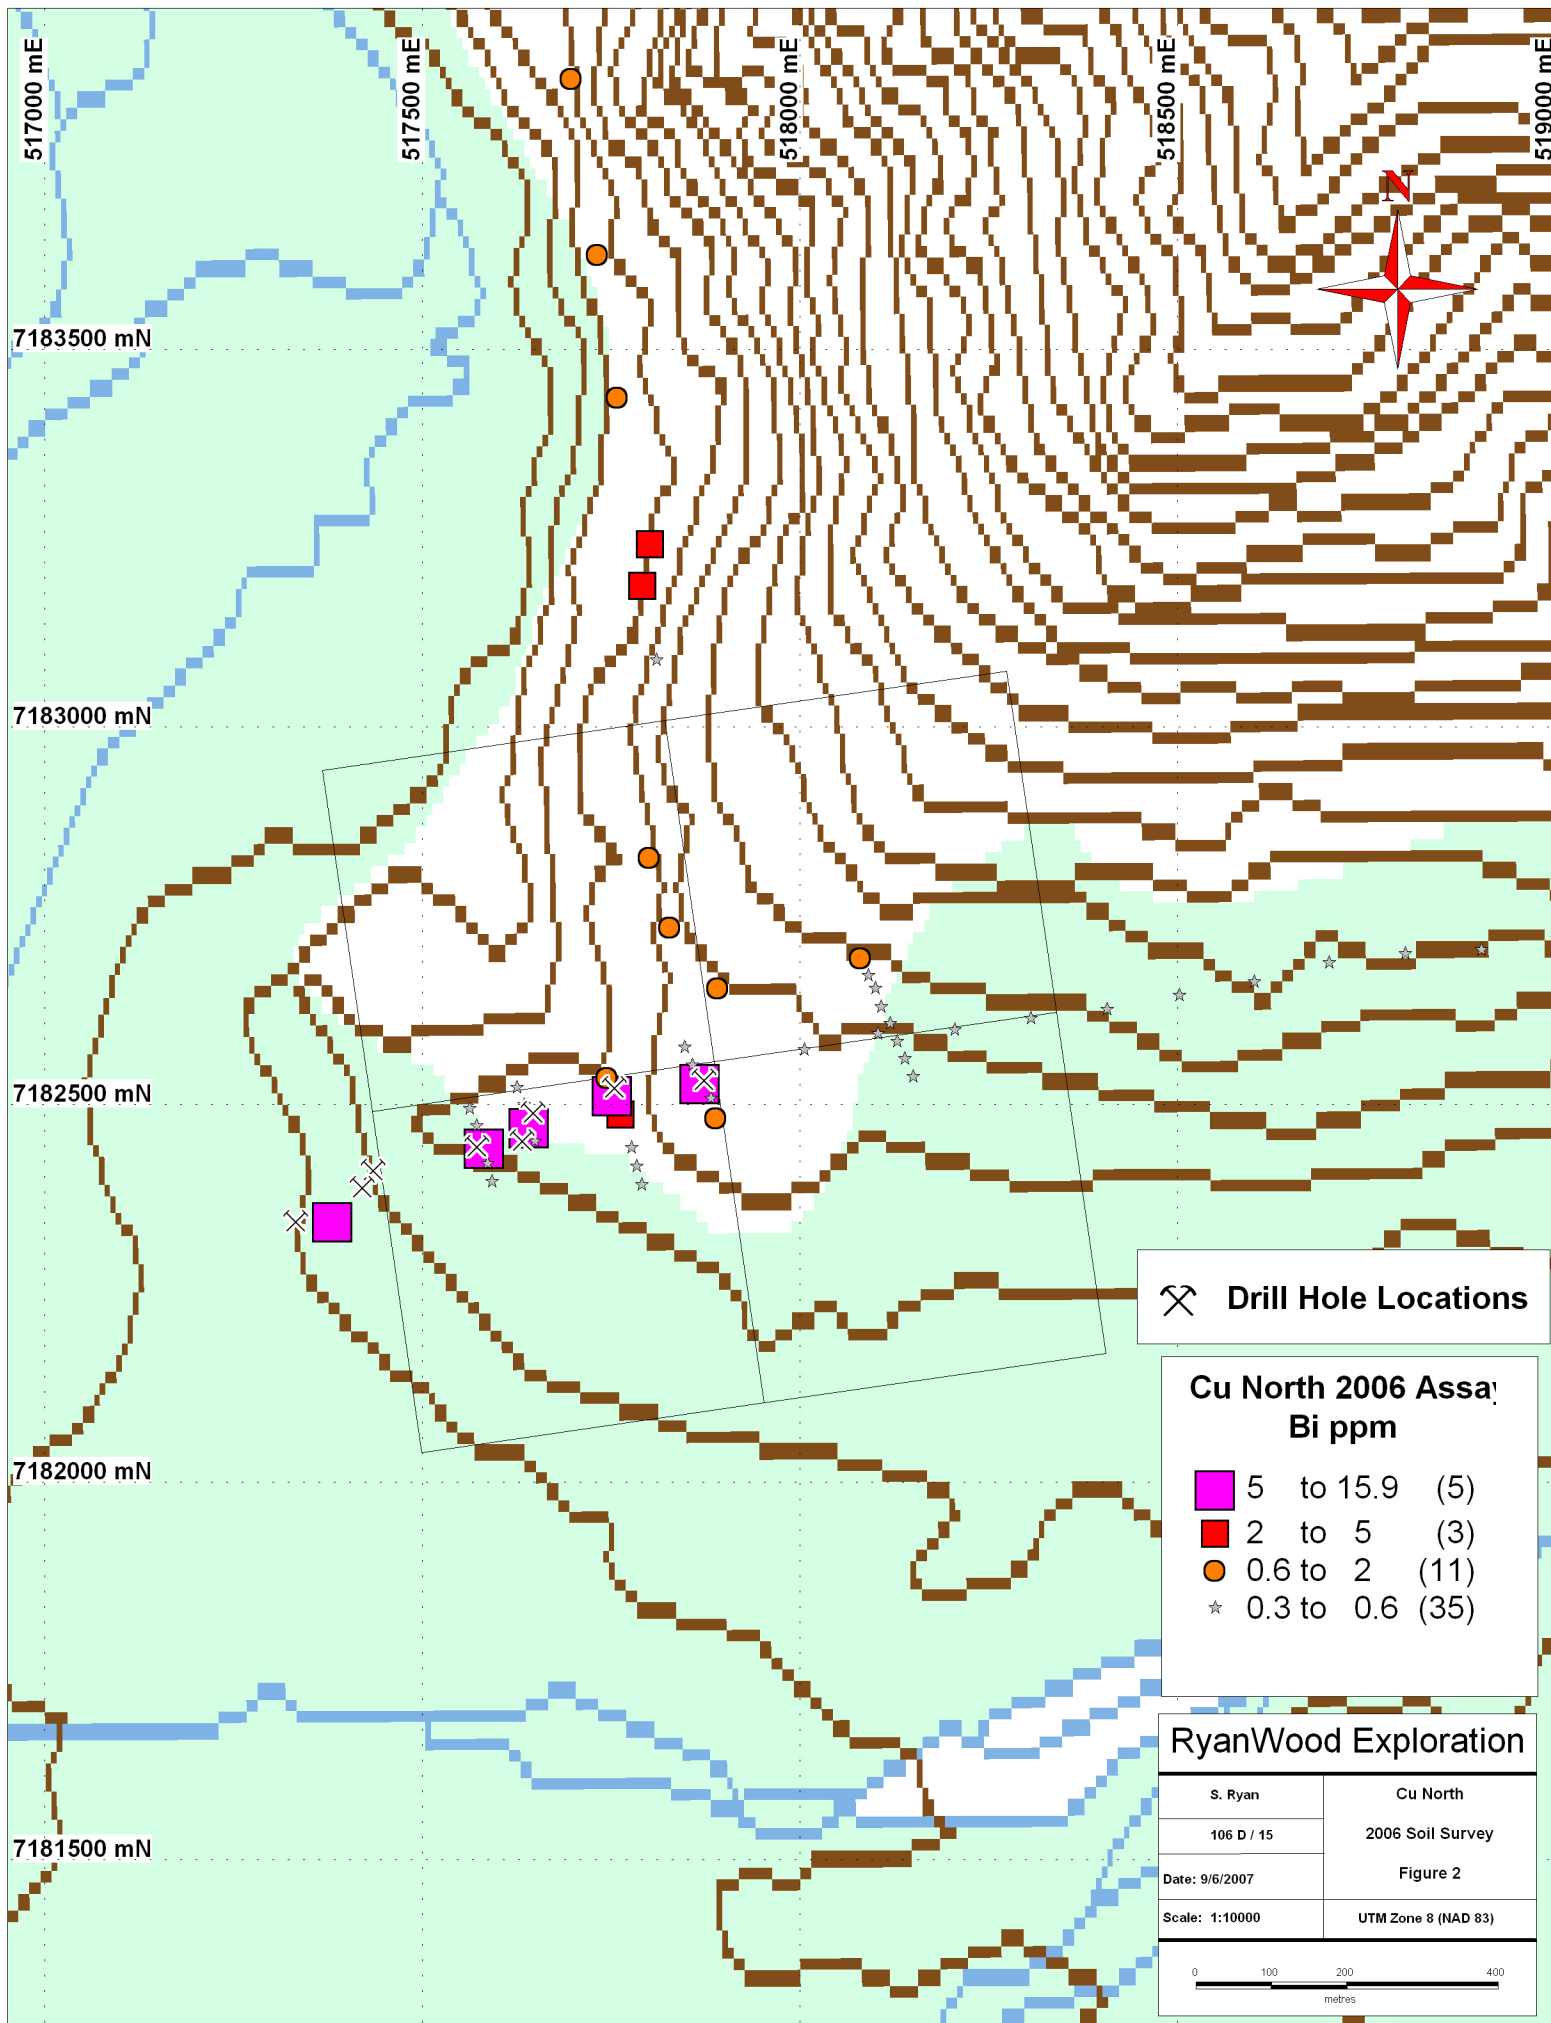 517000 mE
517500 mE
518000 mE
518500 mE
519000 mE
N
7183500 mN
7183000 mN
7182500 mN
7182000 mN
7181500 mN
Drill Hole Locations
Cu North 2006 Assay
Bi ppm
5 to 15.9 (5)
2 to 5 (3)
0.6 to 2 (11)
0.3 to 0.6 (35)
RyanWood Exploration
S. Ryan
Cu North
106 D / 15
2006 Soil Survey
Date: 9/6/2007
Figure 2
Scale: 1:10000
UTM Zone 8 (NAD 83)
0 100 200 400
metres